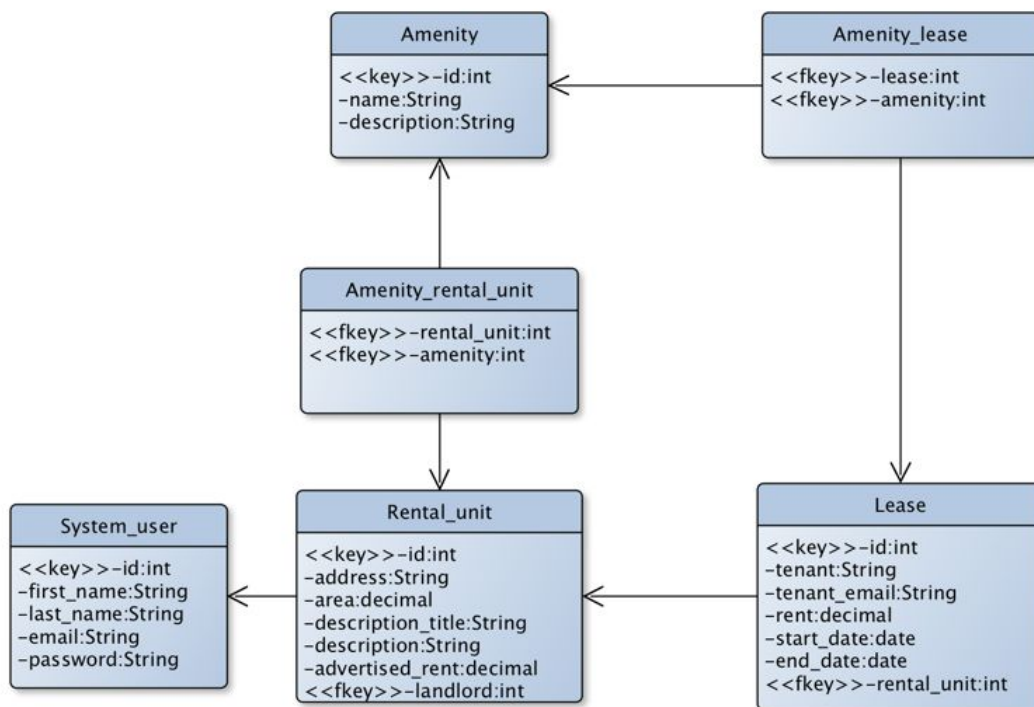 Amenity
<<key>>-id:int
-name:String
-description:String
Amenity_lease
<<fkey>>-lease:int
<<fkey>>-amenity:int
Amenity_rental_unit
<<fkey>>-rental_unit:int
<<fkey>>-amenity:int
System_user
<<key>>-id:int
-first_name:String
-last_name:String
-email:String
-password:String
Rental_unit
<<key>>-id:int
-address:String
-area:decimal
-description_title:String
-description:String
-advertised_rent:decimal
<<fkey>>-landlord:int
Lease
<<key>>-id:int
-tenant:String
-tenant_email:String
-rent:decimal
-start_date:date
-end_date:date
<<fkey>>-rental_unit:int